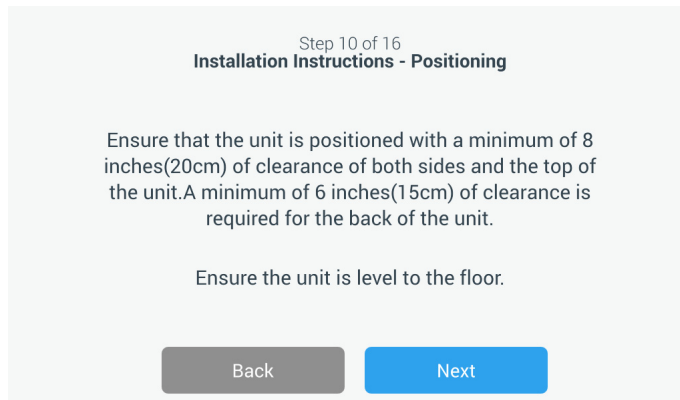 Step 10 of 16
Installation Instructions - Positioning
Ensure that the unit is positioned with a minimum of 8
inches(20cm) of clearance of both sides and the top of
the unit.A minimum of 6 inches(15cm) of clearance is
required for the back of the unit.
Ensure the unit is level to the floor.
Back
Next